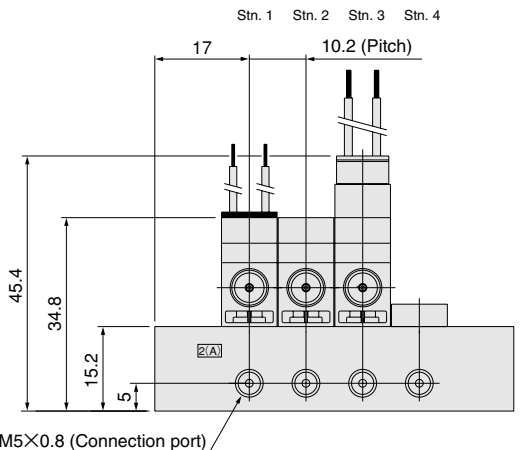 Stn. 1 Stn. 2 Stn. 3 Stn. 4
17
10.2 (Pitch)
45.4
34.8
15.2
5
2(A)
M5×0.8 (Connection port)